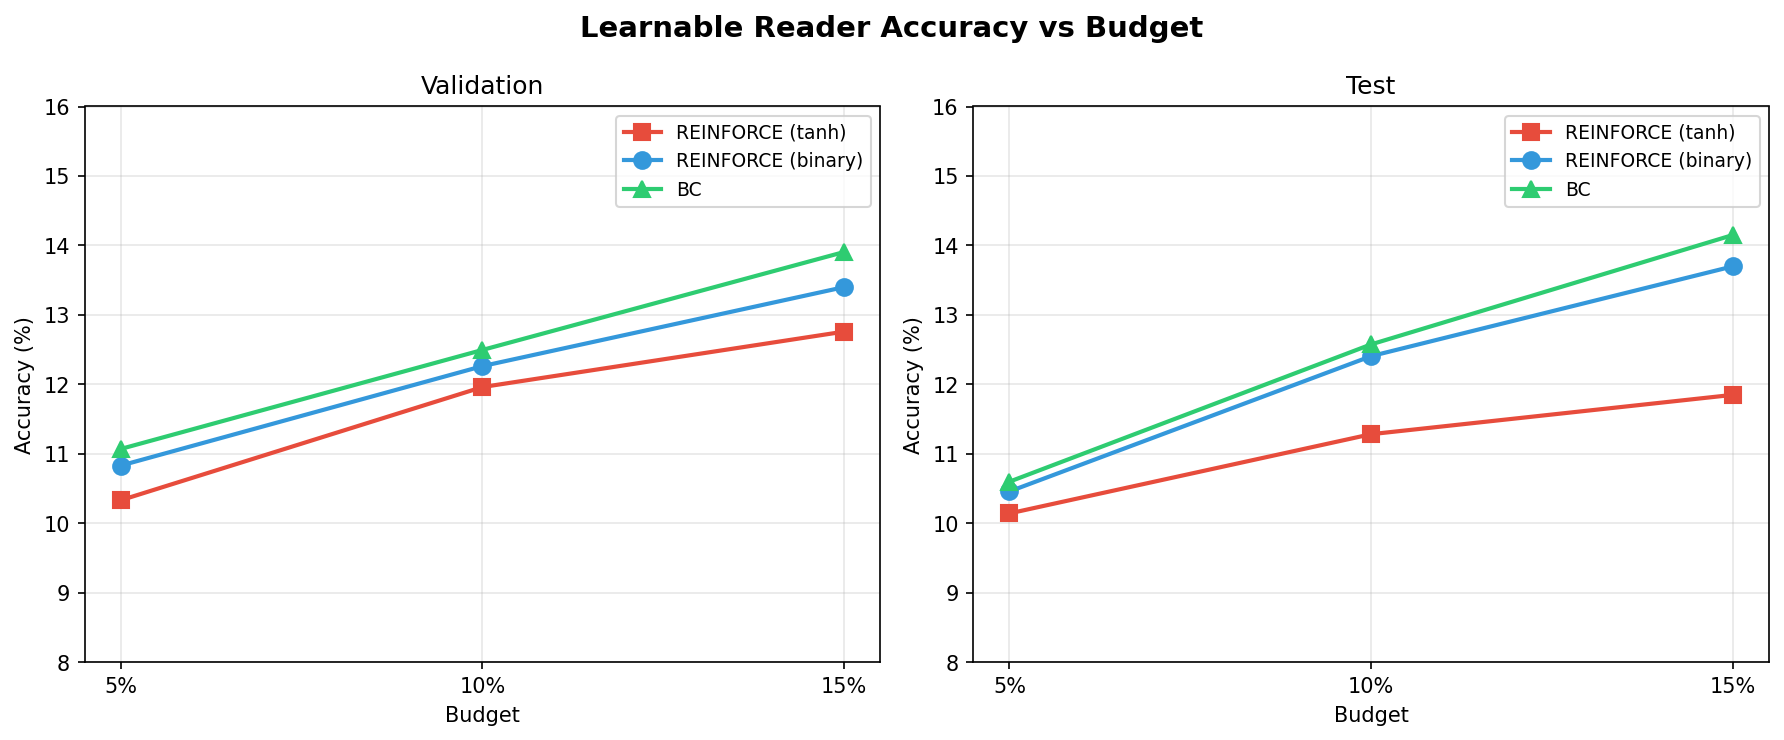 Learnable Reader Accuracy vs Budget
Validation
16
15
14
13
12
11
10
9
8
Accuracy (%)
5%
10%
15%
Budget
REINFORCE (tanh)
REINFORCE (binary)
BC
Test
16
15
14
13
12
11
10
9
8
Accuracy (%)
5%
10%
15%
Budget
REINFORCE (tanh)
REINFORCE (binary)
BC